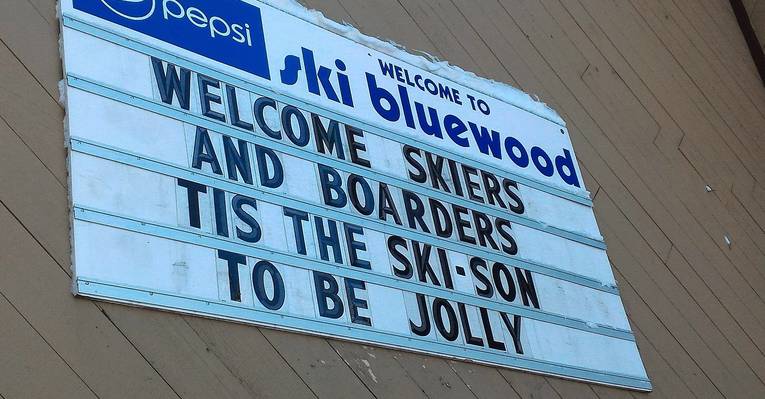 pepsi
WELCOME TO
ski bluewood
WELCOME SKIERS
AND BOARDERS
TIS THE SKI-SON
TO BE JOLLY